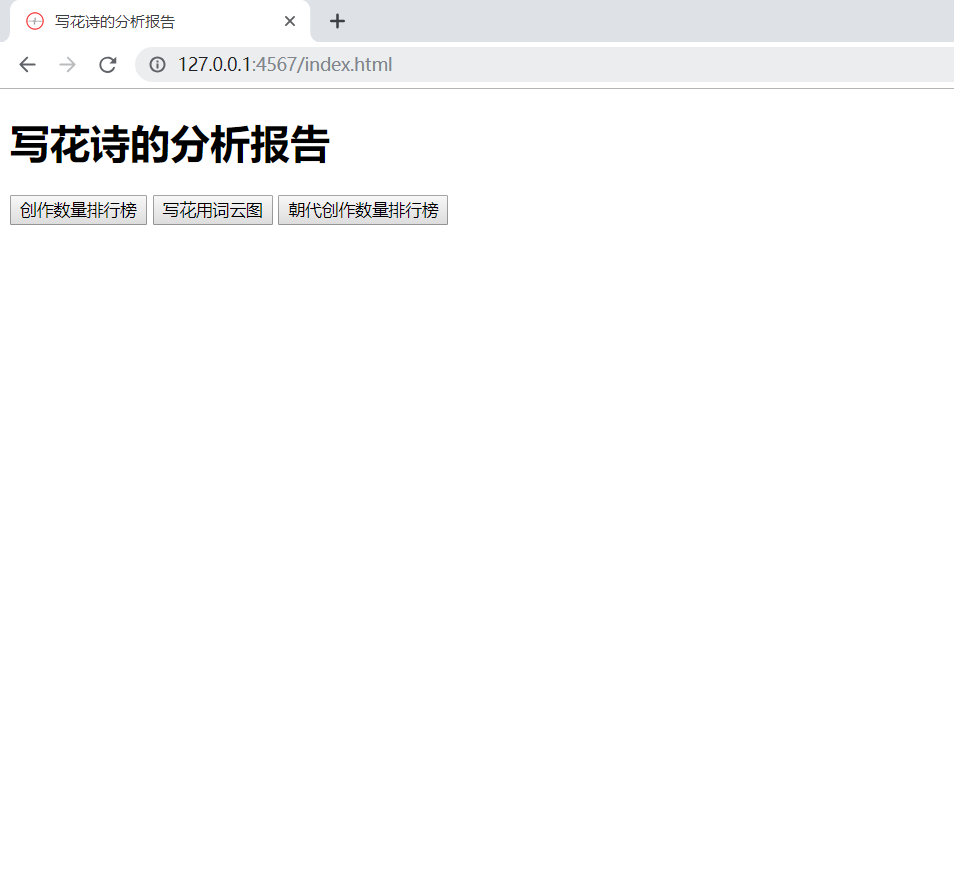 写花诗的分析报告
127.0.0.1:4567/index.html
写花诗的分析报告
创作数量排行榜 写花用词云图 朝代创作数量排行榜